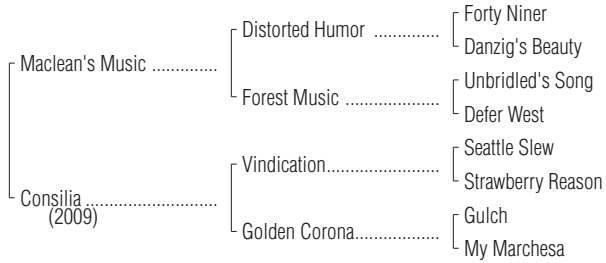 Forty Niner
Distorted Humor ...............
Danzig's Beauty
Maclean's Music .............
Unbridled's Song
Forest Music ...................
Defer West
Seattle Slew
Vindication.......................
Strawberry Reason
Consilia ..........................
(2009)
Gulch
Golden Corona.................
My Marchesa